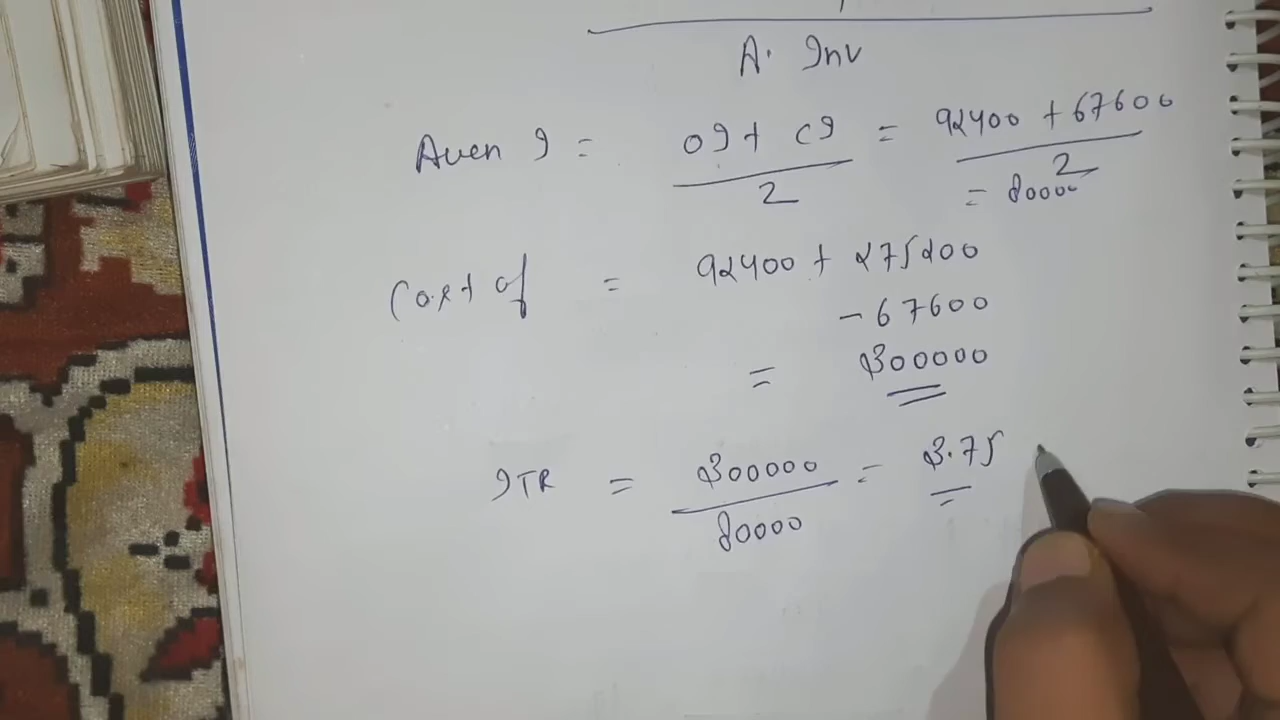 A. Inv
Aven I = OI + CI / 2 = 92400 + 67600 / 2
= 80000
Cost of = 92400 + 275200
- 67600
= 300000
ITR = 300000 / 80000 = 3.75